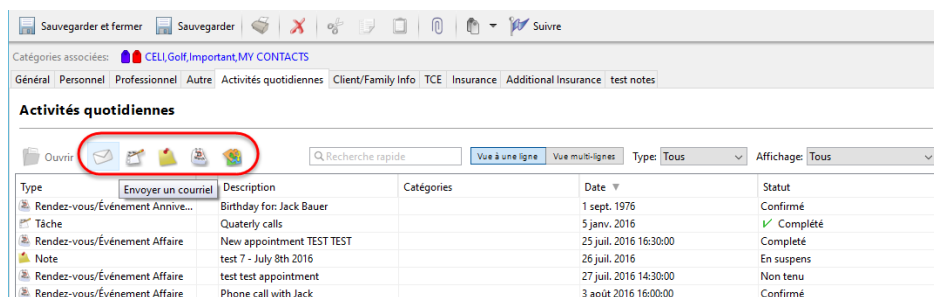 Sauvegarder et fermer Sauvegarder Suivre
Catégories associées: CELI,Golf,Important,MY CONTACTS
Général Personnel Professionnel Autre Activités quotidiennes Client/Family Info TCE Insurance Additional Insurance test notes
Activités quotidiennes
Ouvrir Recherche rapide Vue à une ligne Vue multi-lignes Type: Tous Affichage: Tous
Type Description Catégories Date Statut
Envoyer un courriel
Rendez-vous/Événement Annive... Birthday for: Jack Bauer 1 sept. 1976 Confirmé
Tâche Quaterly calls 5 janv. 2016 Complété
Rendez-vous/Événement Affaire New appointment TEST TEST 25 juil. 2016 16:30:00 Completé
Note test 7 - July 8th 2016 26 juil. 2016 En suspens
Rendez-vous/Événement Affaire test test appointment 27 juil. 2016 14:30:00 Non tenu
Rendez-vous/Événement Affaire Phone call with Jack 3 août 2016 16:00:00 Confirmé